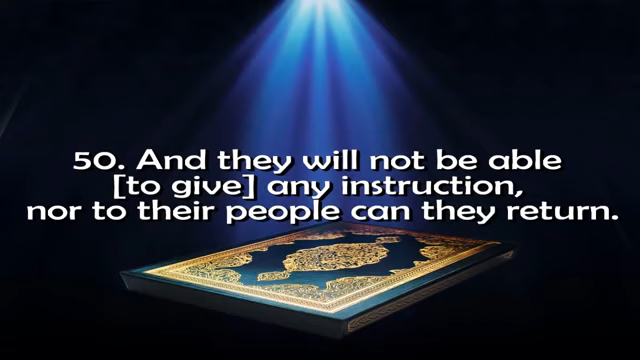 50. And they will not be able
[to give] any instruction,
nor to their people can they return.